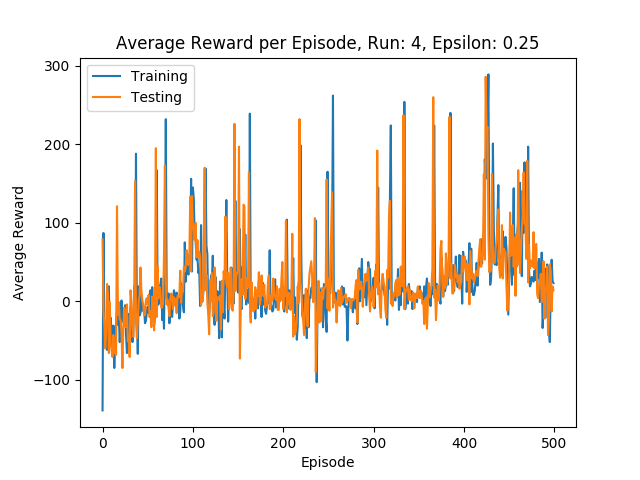 Average Reward per Episode, Run: 4, Epsilon: 0.25
Training
Testing
300
200
100
0
−100
Average Reward
0
100
200
300
400
500
Episode